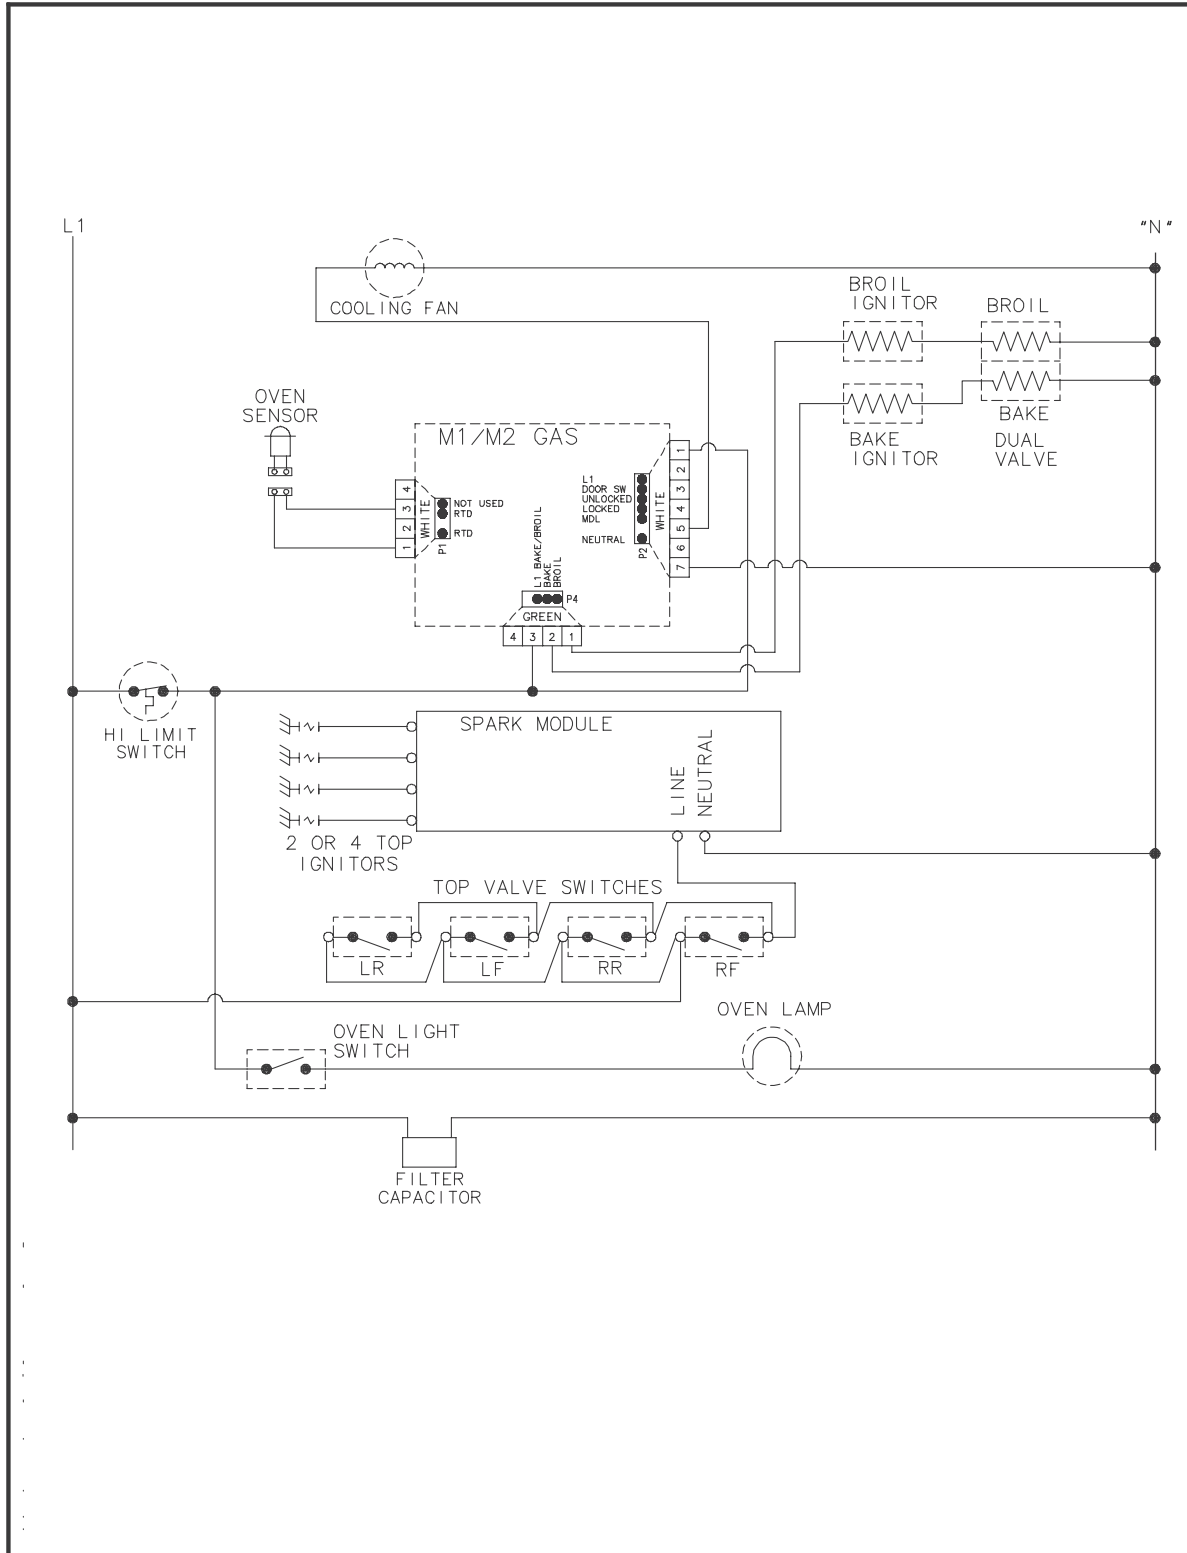 L1
"N"
COOLING FAN
BROIL
IGNITOR
BROIL
OVEN
SENSOR
BAKE
IGNITOR
BAKE
DUAL
VALVE
M1/M2 GAS
4
3
2
1
WHITE
NOT USED
RTD
RTD
P1
L1
DOOR SW
UNLOCKED
LOCKED
MDL
NEUTRAL
P2
WHITE
1
2
3
4
5
6
7
L1 BAKE/BROIL
BAKE
BROIL
P4
GREEN
4 3 2 1
HI LIMIT
SWITCH
SPARK MODULE
LINE
NEUTRAL
2 OR 4 TOP
IGNITORS
TOP VALVE SWITCHES
LR
LF
RR
RF
OVEN LAMP
OVEN LIGHT
SWITCH
FILTER
CAPACITOR